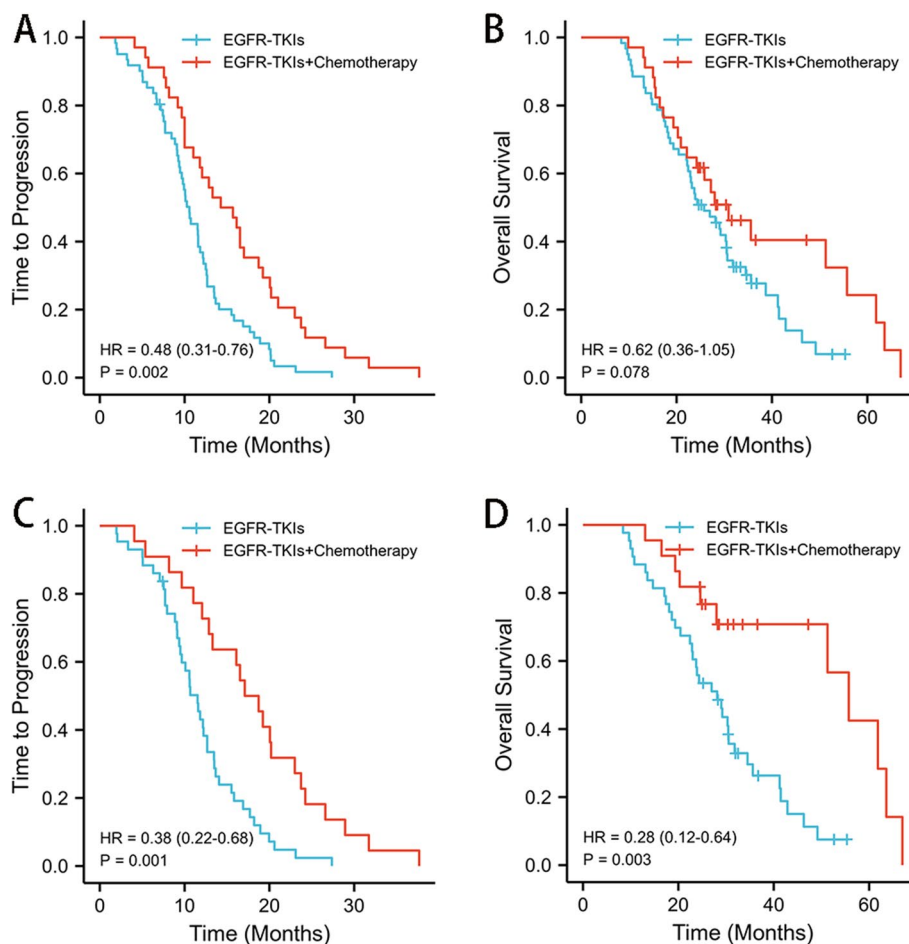 A
EGFR-TKIs
EGFR-TKIs+Chemotherapy
Time to Progression
1.0
0.8
0.6
0.4
0.2
0.0
HR = 0.48 (0.31-0.76)
P = 0.002
0 10 20 30
Time (Months)
B
EGFR-TKIs
EGFR-TKIs+Chemotherapy
Overall Survival
1.0
0.8
0.6
0.4
0.2
0.0
HR = 0.62 (0.36-1.05)
P = 0.078
0 20 40 60
Time (Months)
C
EGFR-TKIs
EGFR-TKIs+Chemotherapy
Time to Progression
1.0
0.8
0.6
0.4
0.2
0.0
HR = 0.38 (0.22-0.68)
P = 0.001
0 10 20 30
Time (Months)
D
EGFR-TKIs
EGFR-TKIs+Chemotherapy
Overall Survival
1.0
0.8
0.6
0.4
0.2
0.0
HR = 0.28 (0.12-0.64)
P = 0.003
0 20 40 60
Time (Months)